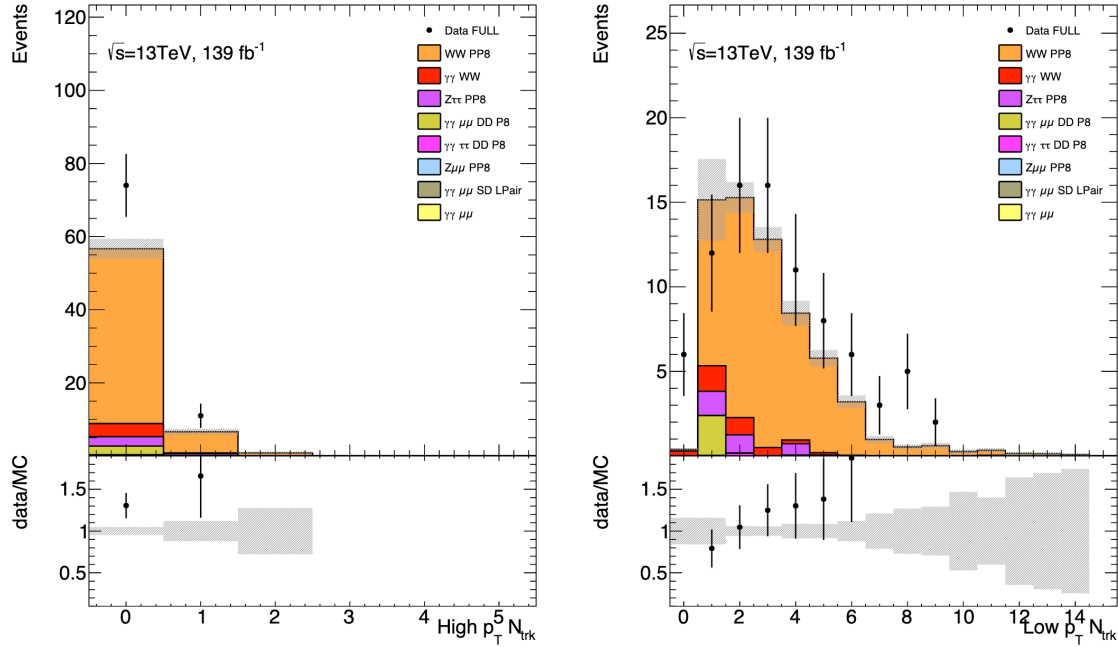 Events
120
100
80
60
40
20
√s=13TeV, 139 fb⁻¹
Data FULL
WW PP8
γγ WW
Zττ PP8
γγ μμ DD P8
γγ ττ DD P8
Zμμ PP8
γγ μμ SD LPair
γγ μμ
data/MC
1.5
1
0.5
0 1 2 3 4 5
High p_T N_trk
Events
25
20
15
10
5
√s=13TeV, 139 fb⁻¹
Data FULL
WW PP8
γγ WW
Zττ PP8
γγ μμ DD P8
γγ ττ DD P8
Zμμ PP8
γγ μμ SD LPair
γγ μμ
data/MC
1.5
1
0.5
0 2 4 6 8 10 12 14
Low p_T N_trk